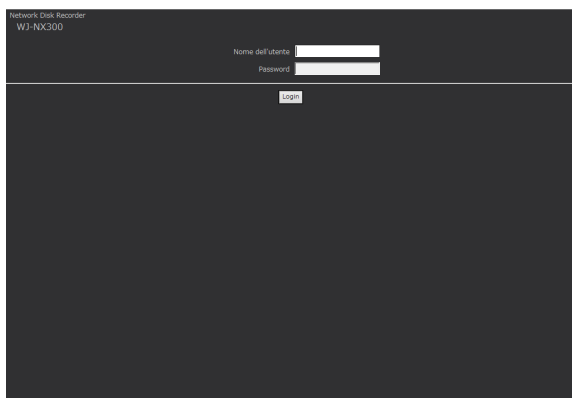 Network Disk Recorder
WJ-NX300
Nome dell'utente
Password
Login